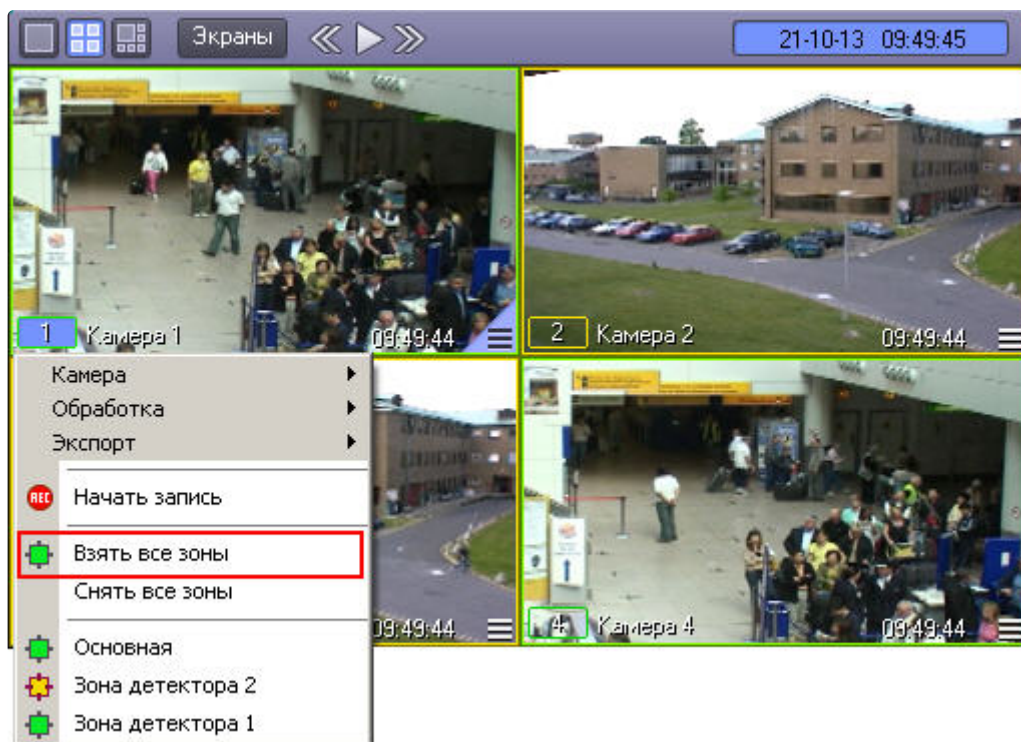 Экраны
21-10-13 09:49:45
1 Камера 1 09:49:44
2 Камера 2 09:49:44
Камера
Обработка
Экспорт
REC Начать запись
Взять все зоны
Снять все зоны
09:49:44
4 Камера 4 09:49:44
Основная
Зона детектора 2
Зона детектора 1